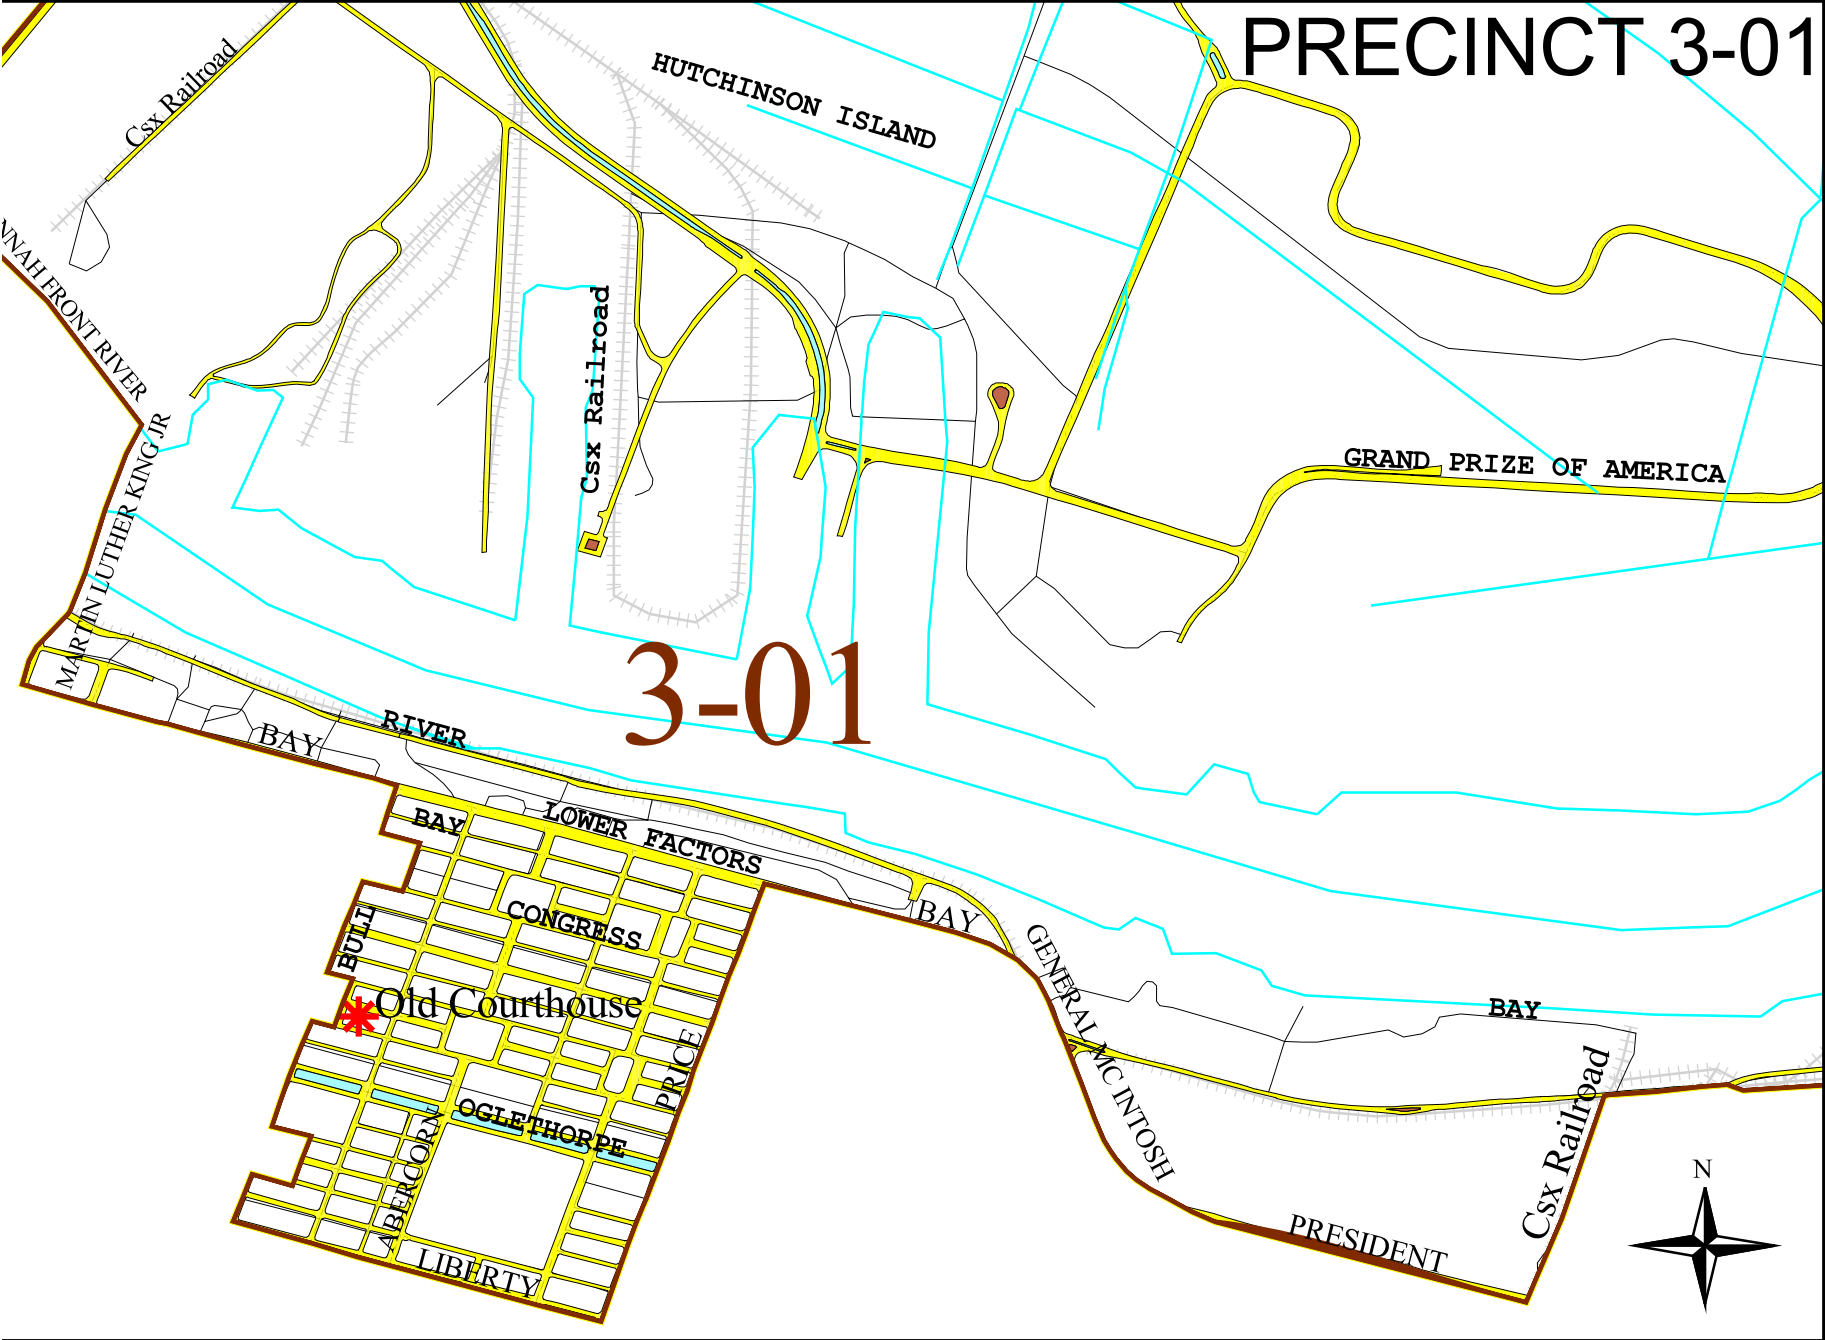 PRECINCT 3-01
Csx Railroad
HUTCHINSON ISLAND
NNAH FRONT RIVER
Csx Railroad
MARTIN LUTHER KING JR
GRAND PRIZE OF AMERICA
3-01
RIVER
BAY
BAY
LOWER FACTORS
CONGRESS
BAY
BULL
GENERAL MC INTOSH
Old Courthouse
BAY
PRICE
OGLETHORPE
ABERCORN
Csx Railroad
LIBERTY
PRESIDENT
N